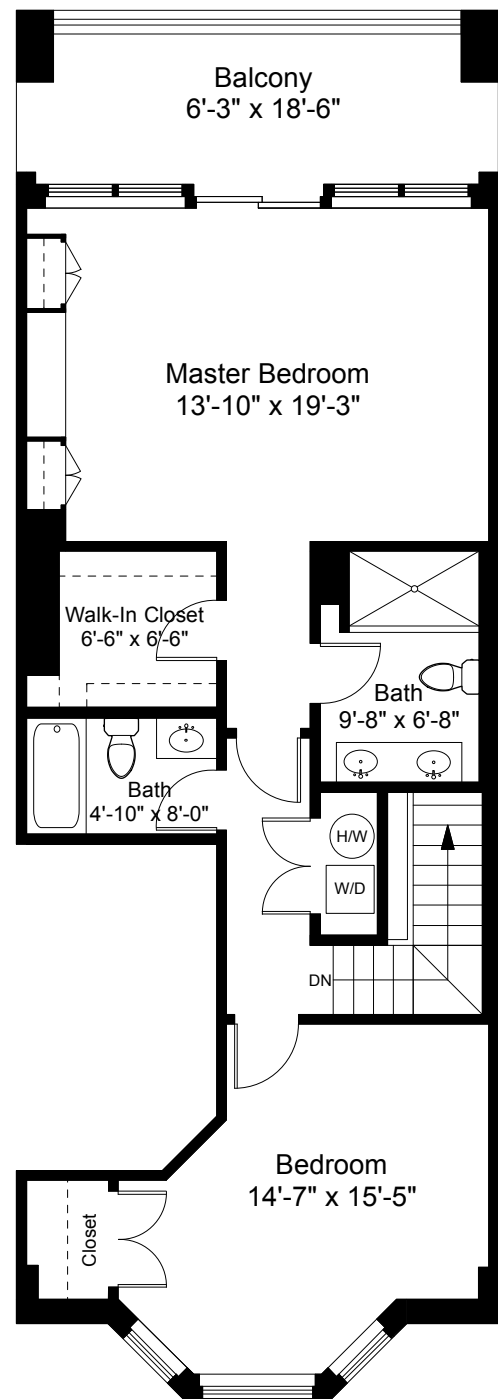 Balcony
6'-3" x 18'-6"
Master Bedroom
13'-10" x 19'-3"
Walk-In Closet
6'-6" x 6'-6"
Bath
9'-8" x 6'-8"
Bath
4'-10" x 8'-0"
H/W
W/D
DN
Bedroom
14'-7" x 15'-5"
Closet